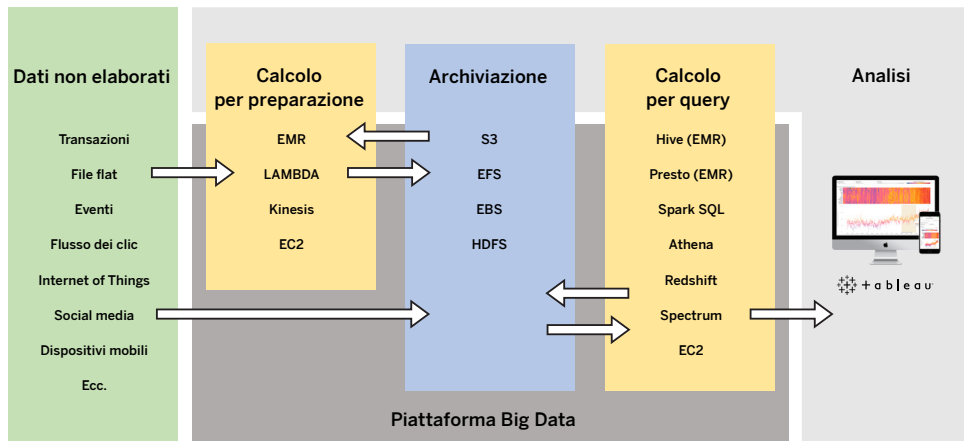 Dati non elaborati
Transazioni
File flat
Eventi
Flusso dei clic
Internet of Things
Social media
Dispositivi mobili
Ecc.
Calcolo
per preparazione
EMR
LAMBDA
Kinesis
EC2
Archiviazione
S3
EFS
EBS
HDFS
Calcolo
per query
Hive (EMR)
Presto (EMR)
Spark SQL
Athena
Redshift
Spectrum
EC2
Analisi
+ a b l e a u
Piattaforma Big Data